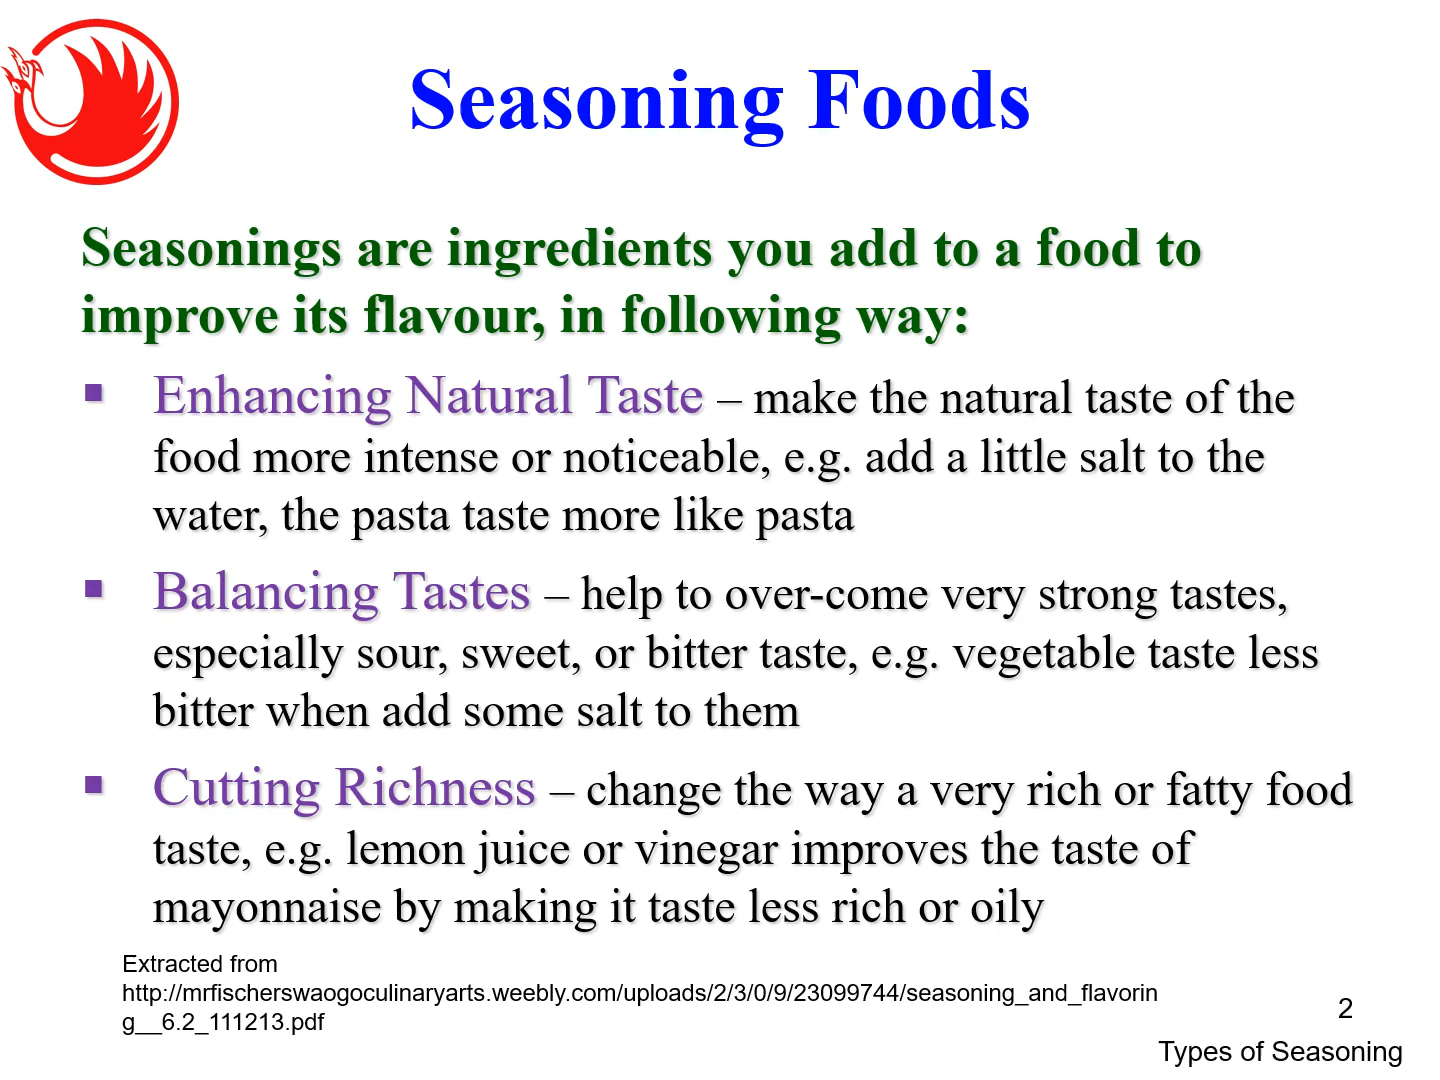 Seasoning Foods
Seasonings are ingredients you add to a food to
improve its flavour, in following way:
▪ Enhancing Natural Taste – make the natural taste of the
food more intense or noticeable, e.g. add a little salt to the
water, the pasta taste more like pasta
▪ Balancing Tastes – help to over-come very strong tastes,
especially sour, sweet, or bitter taste, e.g. vegetable taste less
bitter when add some salt to them
▪ Cutting Richness – change the way a very rich or fatty food
taste, e.g. lemon juice or vinegar improves the taste of
mayonnaise by making it taste less rich or oily
Extracted from
http://mrfischerswaogoculinaryarts.weebly.com/uploads/2/3/0/9/23099744/seasoning_and_flavorin
g__6.2_111213.pdf
2
Types of Seasoning